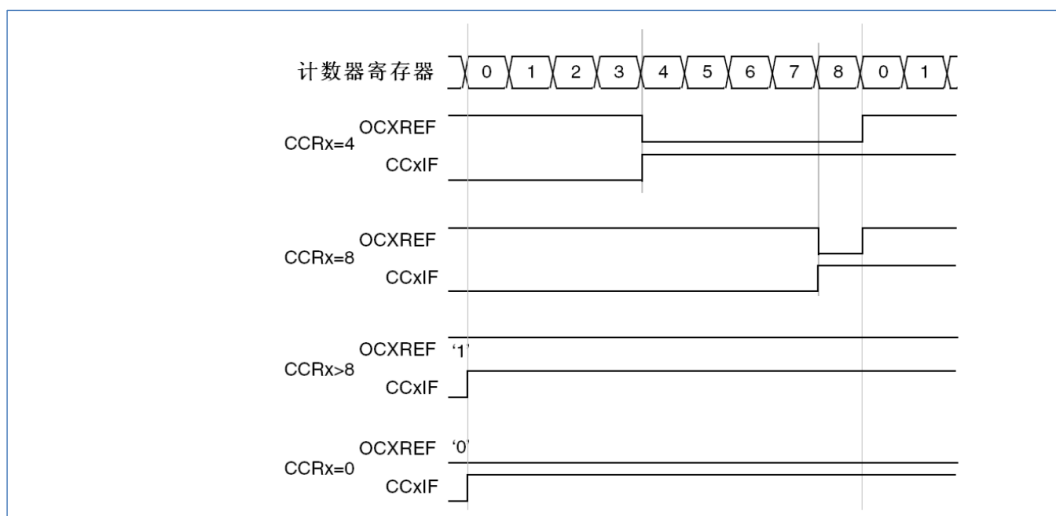 计数器寄存器 0 1 2 3 4 5 6 7 8 0 1
OCXREF
CCRx=4
CCxIF
OCXREF
CCRx=8
CCxIF
OCXREF ‘1’
CCRx>8
CCxIF
OCXREF ‘0’
CCRx=0
CCxIF